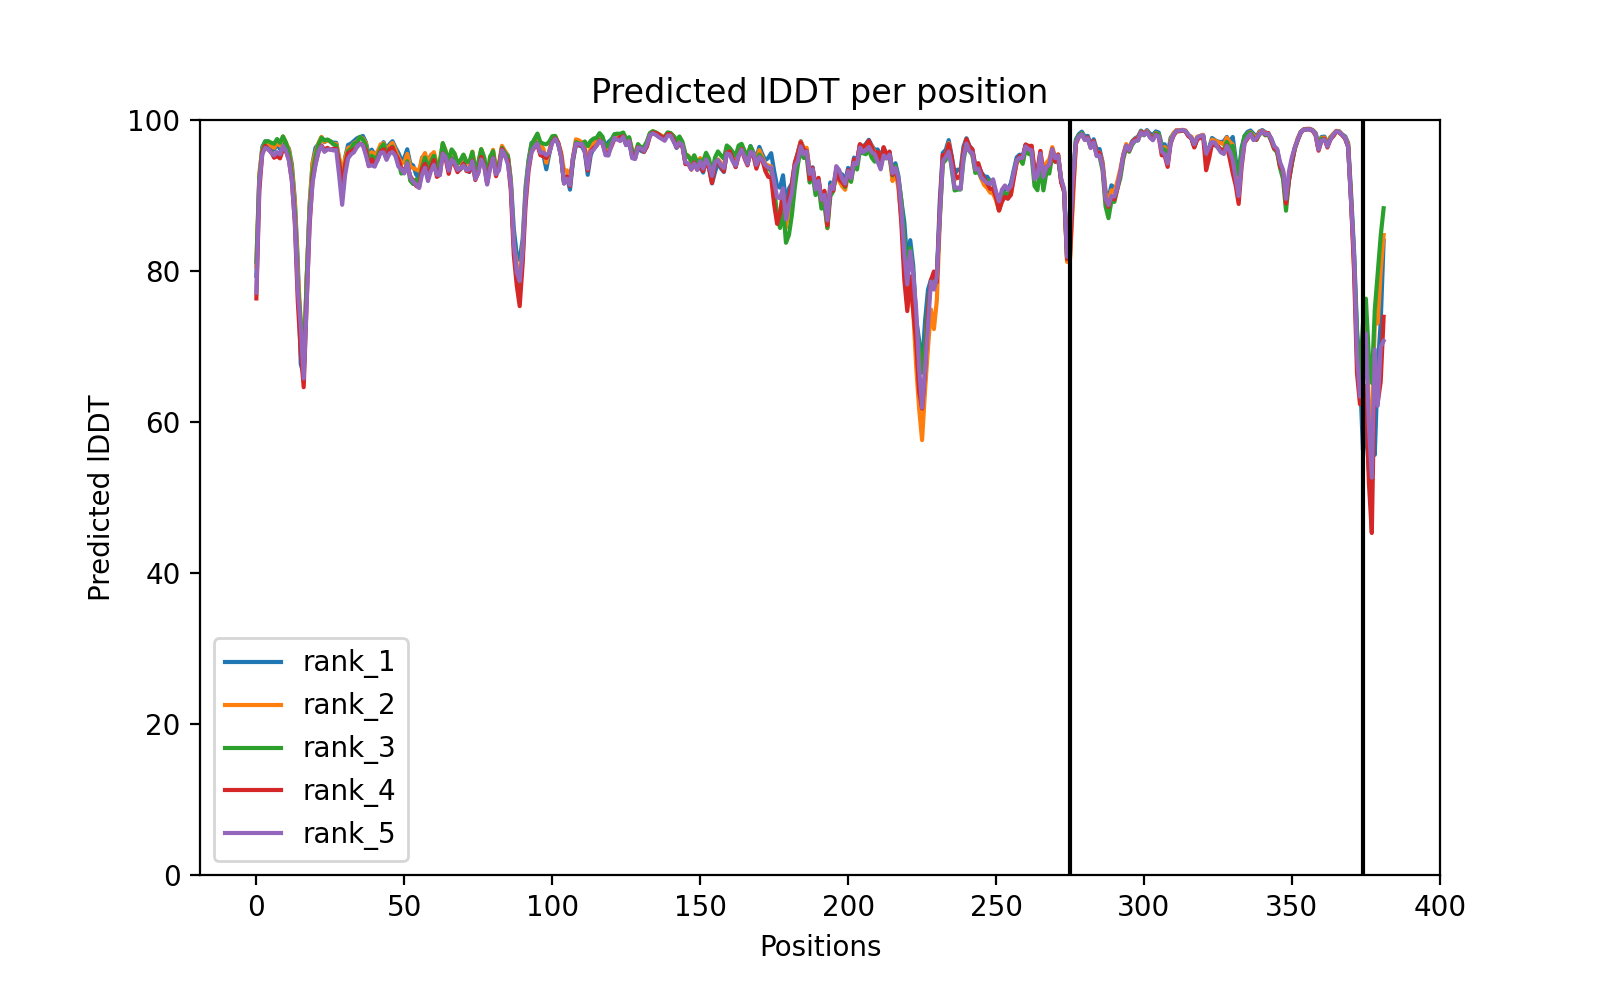 Predicted lDDT per position
100
80
60
40
20
0
Predicted lDDT
rank_1
rank_2
rank_3
rank_4
rank_5
0 50 100 150 200 250 300 350 400
Positions